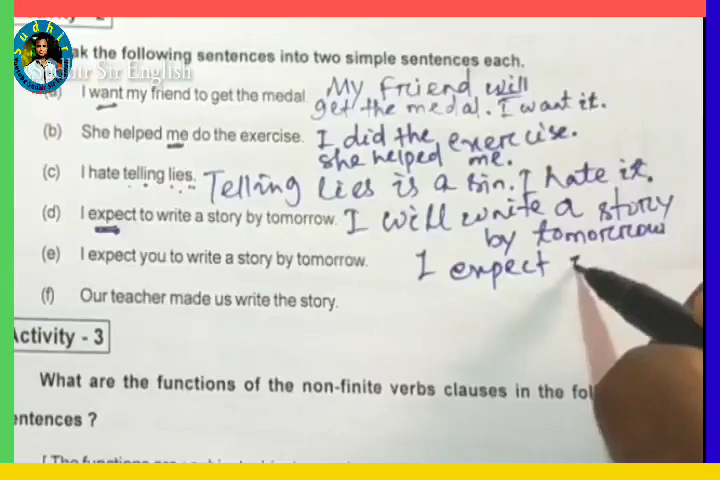 Sudhir
Sudhir Sir English
ak the following sentences into two simple sentences each.
I want my friend to get the medal. My friend will
get the medal. I want it.
(b) She helped me do the exercise. I did the exercise.
she helped me.
(c) I hate telling lies. Telling lies is a sin. I hate it.
(d) I expect to write a story by tomorrow. I will write a story
by tomorrow
(e) I expect you to write a story by tomorrow. I expect
(f) Our teacher made us write the story.
Activity - 3
What are the functions of the non-finite verbs clauses in the fol
entences ?